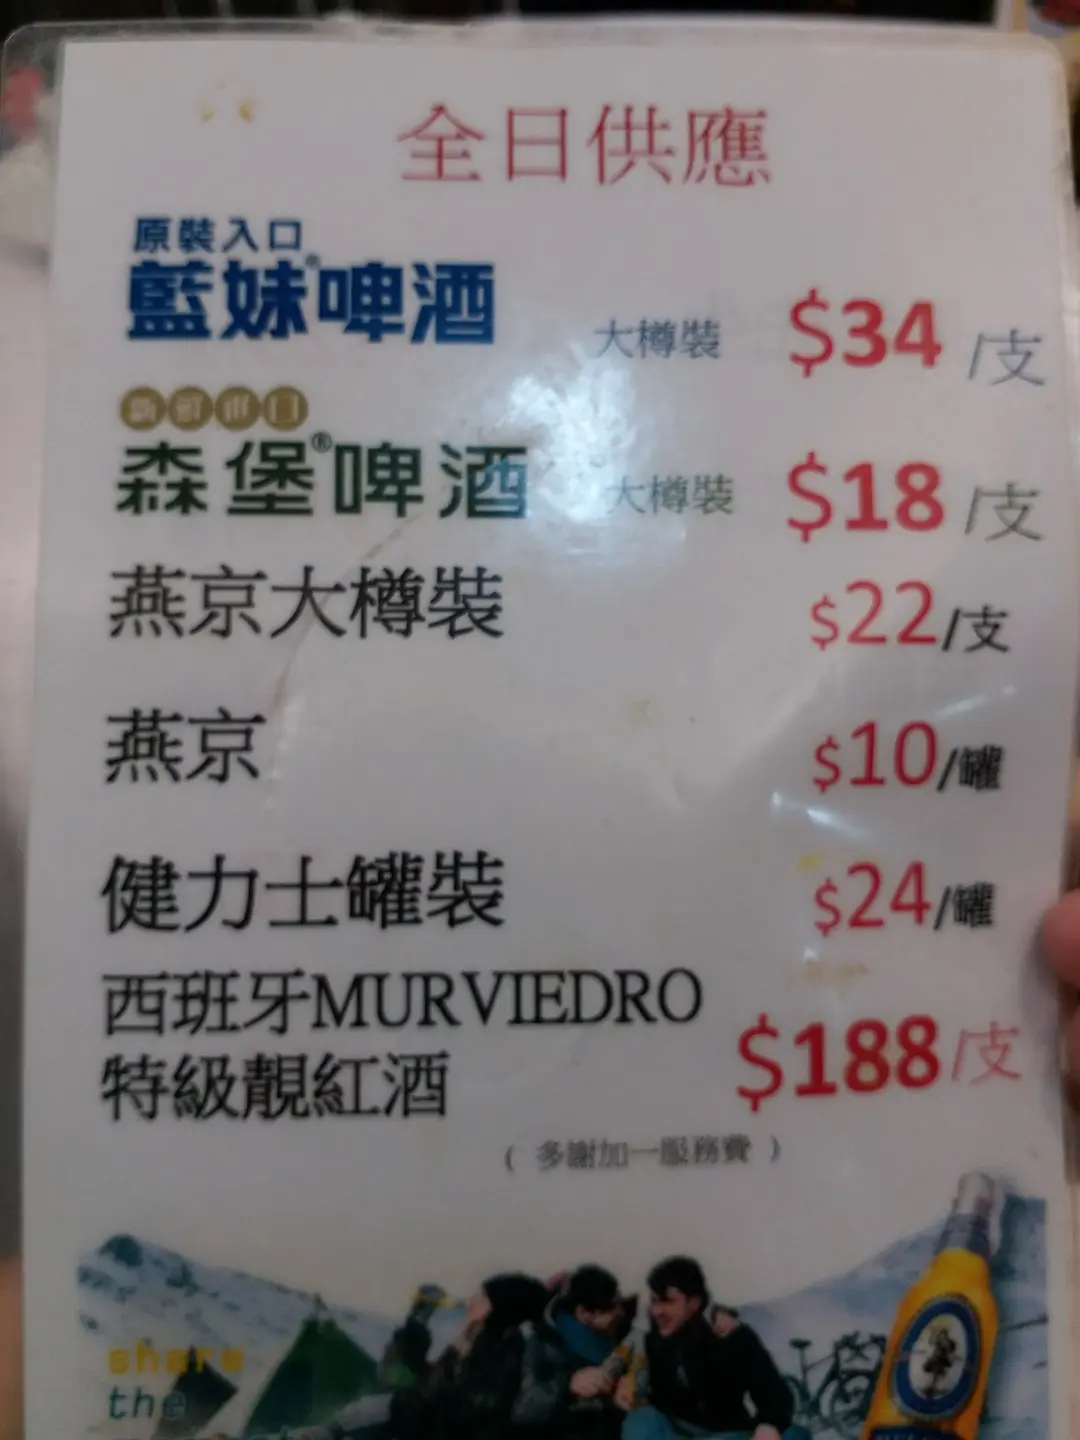 全日供應
原裝入口
藍妹®啤酒 大樽裝 $34 /支
森堡®啤酒 大樽裝 $18 /支
燕京大樽裝 $22/支
燕京 $10/罐
健力士罐裝 $24/罐
西班牙MURVIEDRO
特級靚紅酒 $188/支
( 多謝加一服務費 )
share
the